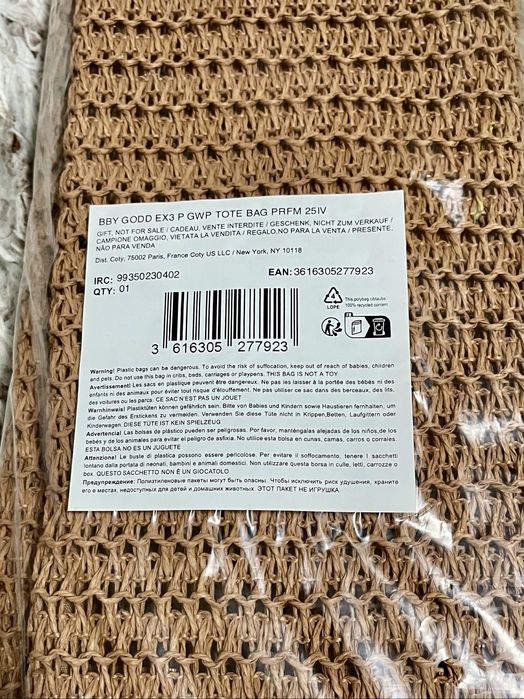 BBY GODD EX3 P GWP TOTE BAG PRFM 25IV
GIFT, NOT FOR SALE / CADEAU, VENTE INTERDITE / GESCHENK, NICHT ZUM VERKAUF /
CAMPIONE OMAGGIO, VIETATA LA VENDITA / REGALO,NO PARA LA VENTA / PRESENTE,
NÃO PARA VENDA
Dist. Coty, 75002 Paris, France Coty US LLC / New York, NY 10118
IRC: 99350230402 EAN:3616305277923
QTY: 01
4
LDPE
This polybag contains
100% recycled content
3 616305 277923
Warning! Plastic bags can be dangerous. To avoid the risk of suffocation, keep out of reach of babies, children
and pets. Do not use this bag in cribs, beds, carriages or playpens. THIS BAG IS NOT A TOY
Avertissement! Les sacs en plastique peuvent être dangereux. Ne pas les laisser à la portée des bébés ni des
enfants ni des animaux pour éviter tout risque d'étouffement. Ne pas utiliser ce sac dans des berceaux, des lits,
des voitures ou les parcs. CE SAC N'EST PAS UN JOUET
Warnhinweis! Plastiktüten können gefährlich sein. Bitte von Babies und Kindern sowie Haustieren fernhalten, um
die Gefahr des Erstickens zu vermeiden. Verwenden Sie diese Tüte nicht in Krippen,Betten, Laufgittern oder
Kinderwagen. DIESE TÜTE IST KEIN SPIELZEUG
Advertencia! Las bolsas de plástico pueden ser peligrosas. Por favor, manténgalas alejadas de los niños,de los
bebés y de los animales para evitar el peligro de asfixia. No utilice esta bolsa en cunas, camas, carros o corrales
ESTA BOLSA NO ES UN JUGUETE
Attenzione! Le buste di plastica possono essere pericolose. Per evitare il soffocamento, tenere I sacchetti
lontano dalla portata di neonati, bambini e animali domestici. Non utilizzare questa borsa in culle, letti, carrozze o
box. QUESTO SACCHETTO NON È UN GIOCATOLO
Предупреждение: Полиэтиленовые пакеты могут быть опасны. Чтобы исключить риск удушения, храните
его в местах, недоступных для детей и домашних животных. ЭТОТ ПАКЕТ НЕ ИГРУШКА.